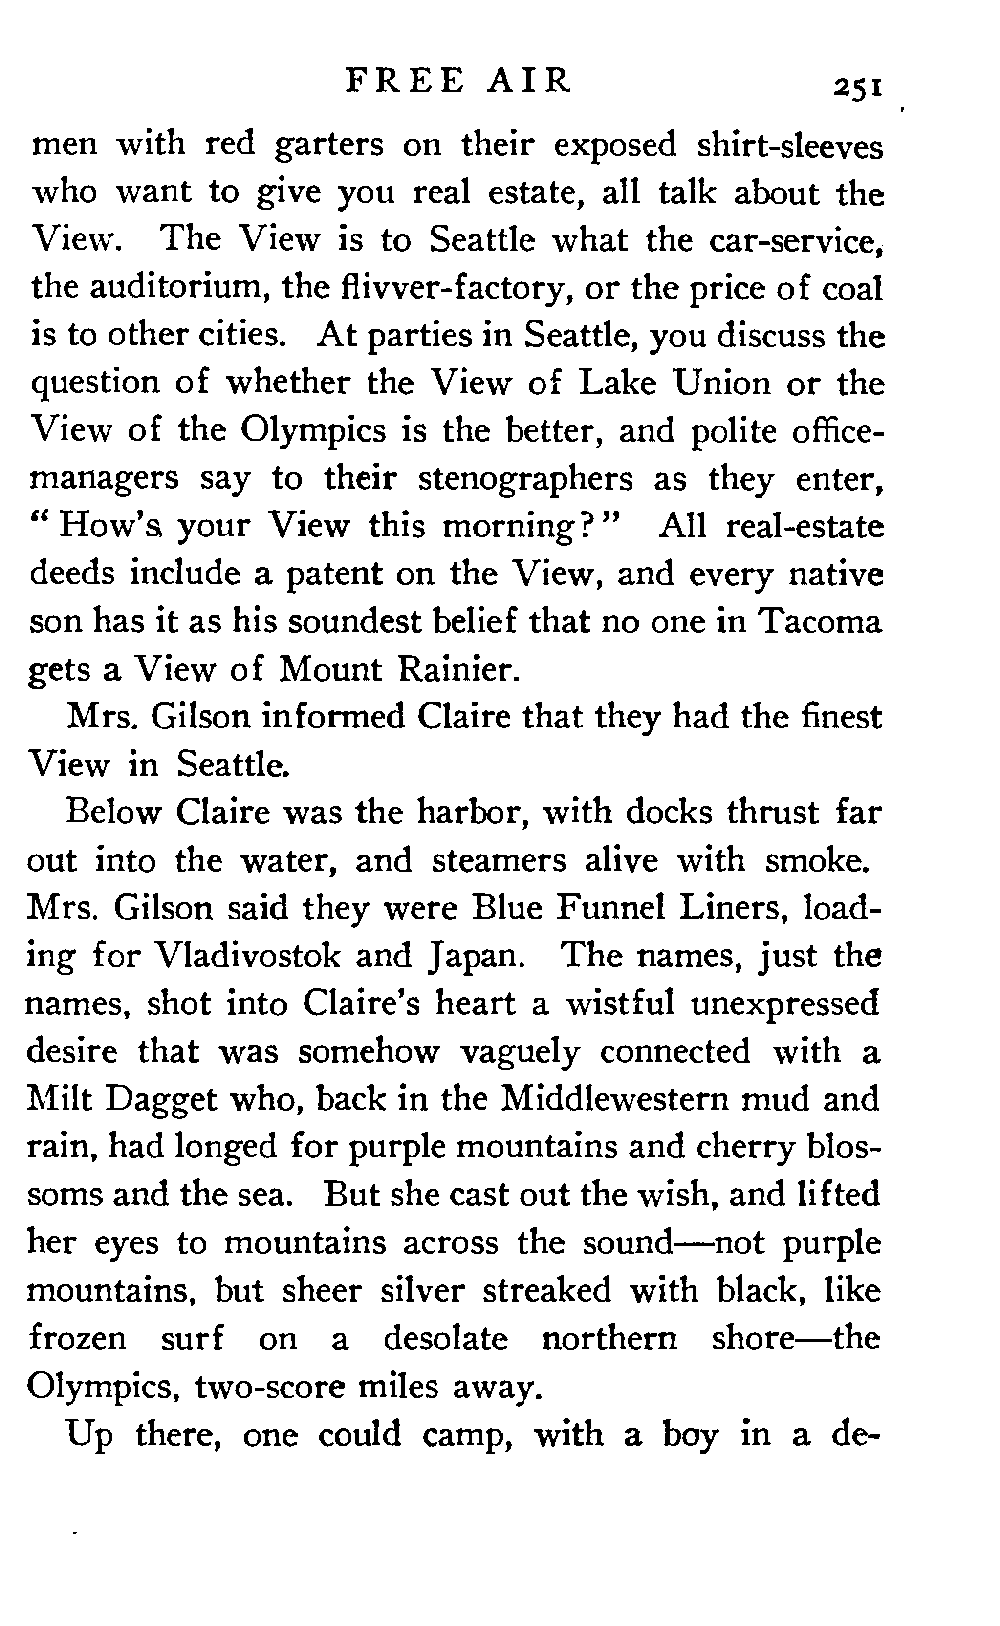 FREE AIR 251
men with red garters on their exposed shirt-sleeves
who want to give you real estate, all talk about the
View. The View is to Seattle what the car-service,
the auditorium, the flivver-factory, or the price of coal
is to other cities. At parties in Seattle, you discuss the
question of whether the View of Lake Union or the
View of the Olympics is the better, and polite office-
managers say to their stenographers as they enter,
“ How's your View this morning? ” All real-estate
deeds include a patent on the View, and every native
son has it as his soundest belief that no one in Tacoma
gets a View of Mount Rainier.
Mrs. Gilson informed Claire that they had the finest
View in Seattle.
Below Claire was the harbor, with docks thrust far
out into the water, and steamers alive with smoke.
Mrs. Gilson said they were Blue Funnel Liners, load-
ing for Vladivostok and Japan. The names, just the
names, shot into Claire's heart a wistful unexpressed
desire that was somehow vaguely connected with a
Milt Dagget who, back in the Middlewestern mud and
rain, had longed for purple mountains and cherry blos-
soms and the sea. But she cast out the wish, and lifted
her eyes to mountains across the sound—not purple
mountains, but sheer silver streaked with black, like
frozen surf on a desolate northern shore—the
Olympics, two-score miles away.
Up there, one could camp, with a boy in a de-